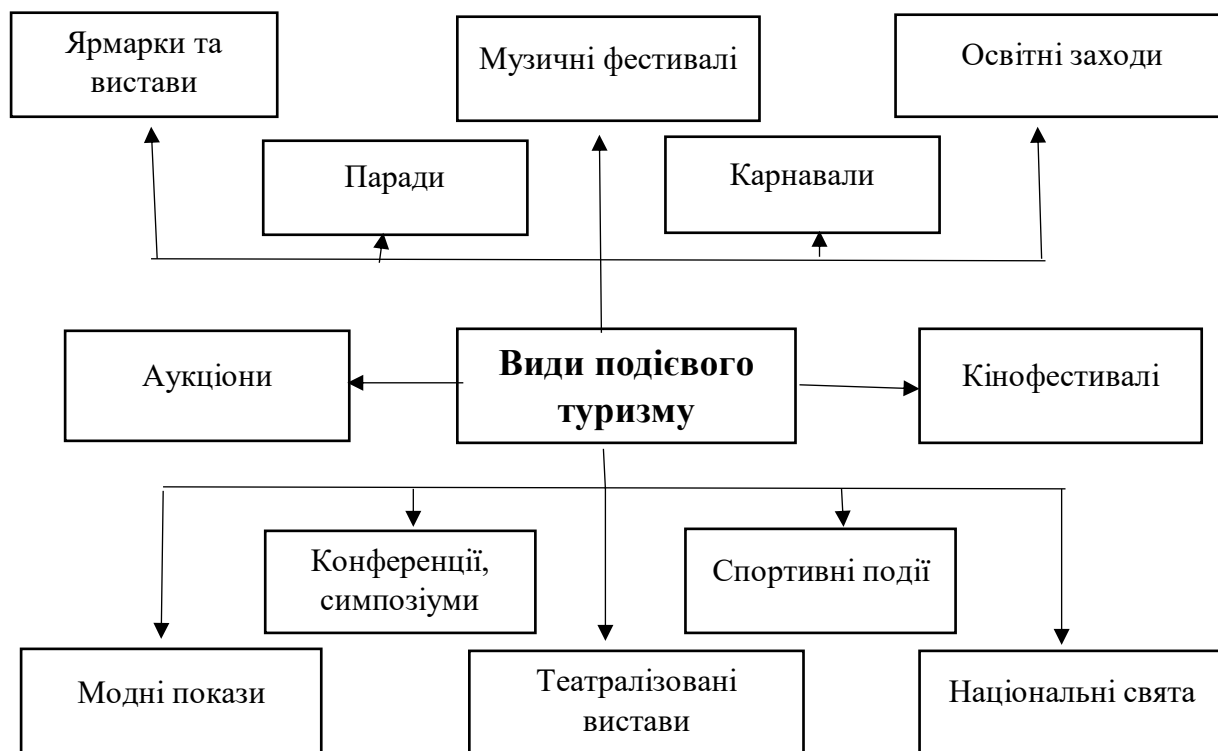 Ярмарки та
вистави
Музичні фестивалі
Освітні заходи
Паради
Карнавали
Аукціони
Види подієвого
туризму
Кінофестивалі
Конференції,
симпозіуми
Спортивні події
Модні покази
Театралізовані
вистави
Національні свята